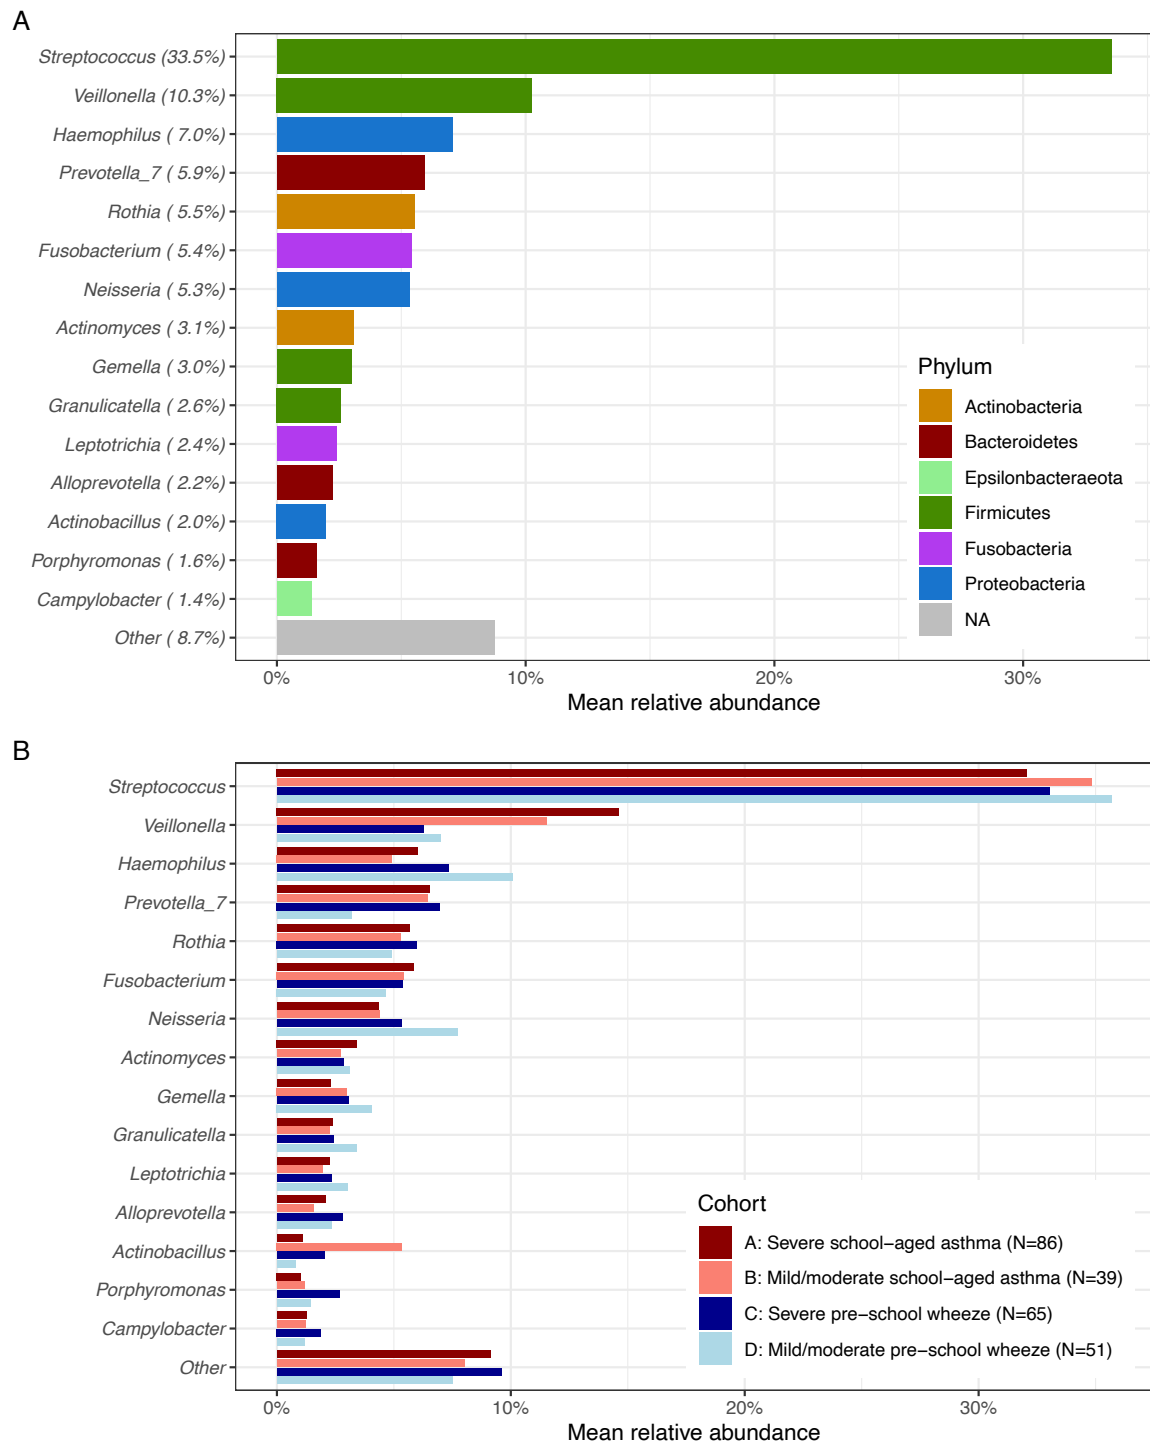 A
Streptococcus (33.5%)
Veillonella (10.3%)
Haemophilus ( 7.0%)
Prevotella_7 ( 5.9%)
Rothia ( 5.5%)
Fusobacterium ( 5.4%)
Neisseria ( 5.3%)
Actinomyces ( 3.1%)
Gemella ( 3.0%)
Granulicatella ( 2.6%)
Leptotrichia ( 2.4%)
Alloprevotella ( 2.2%)
Actinobacillus ( 2.0%)
Porphyromonas ( 1.6%)
Campylobacter ( 1.4%)
Other ( 8.7%)
Phylum
Actinobacteria
Bacteroidetes
Epsilonbacteraeota
Firmicutes
Fusobacteria
Proteobacteria
NA
0% 10% 20% 30%
Mean relative abundance
B
Streptococcus
Veillonella
Haemophilus
Prevotella_7
Rothia
Fusobacterium
Neisseria
Actinomyces
Gemella
Granulicatella
Leptotrichia
Alloprevotella
Actinobacillus
Porphyromonas
Campylobacter
Other
Cohort
A: Severe school−aged asthma (N=86)
B: Mild/moderate school−aged asthma (N=39)
C: Severe pre−school wheeze (N=65)
D: Mild/moderate pre−school wheeze (N=51)
0% 10% 20% 30%
Mean relative abundance